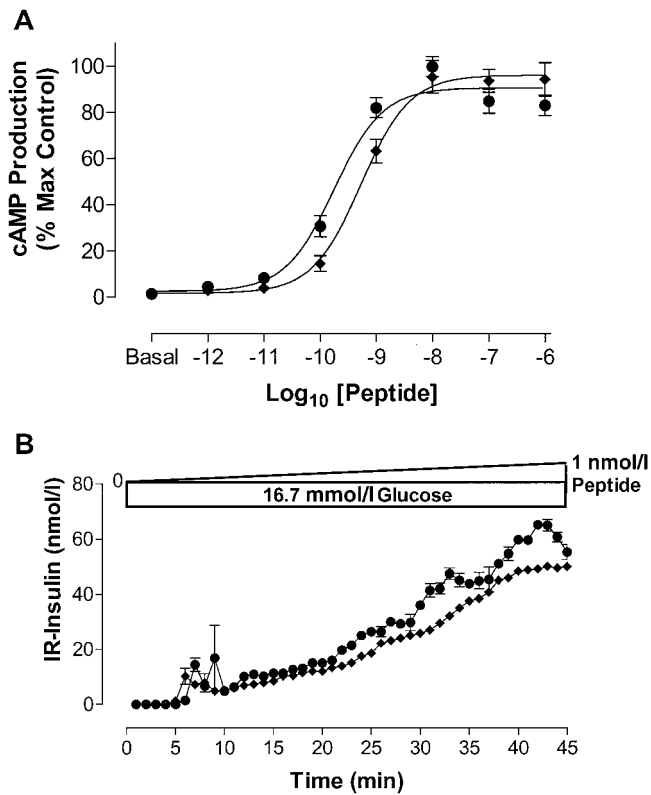 A
cAMP Production
(% Max Control)
100
80
60
40
20
0
Basal -12 -11 -10 -9 -8 -7 -6
Log10 [Peptide]
B
0
1 nmol/l
Peptide
16.7 mmol/l Glucose
IR-Insulin (nmol/l)
80
60
40
20
0
0 5 10 15 20 25 30 35 40 45
Time (min)